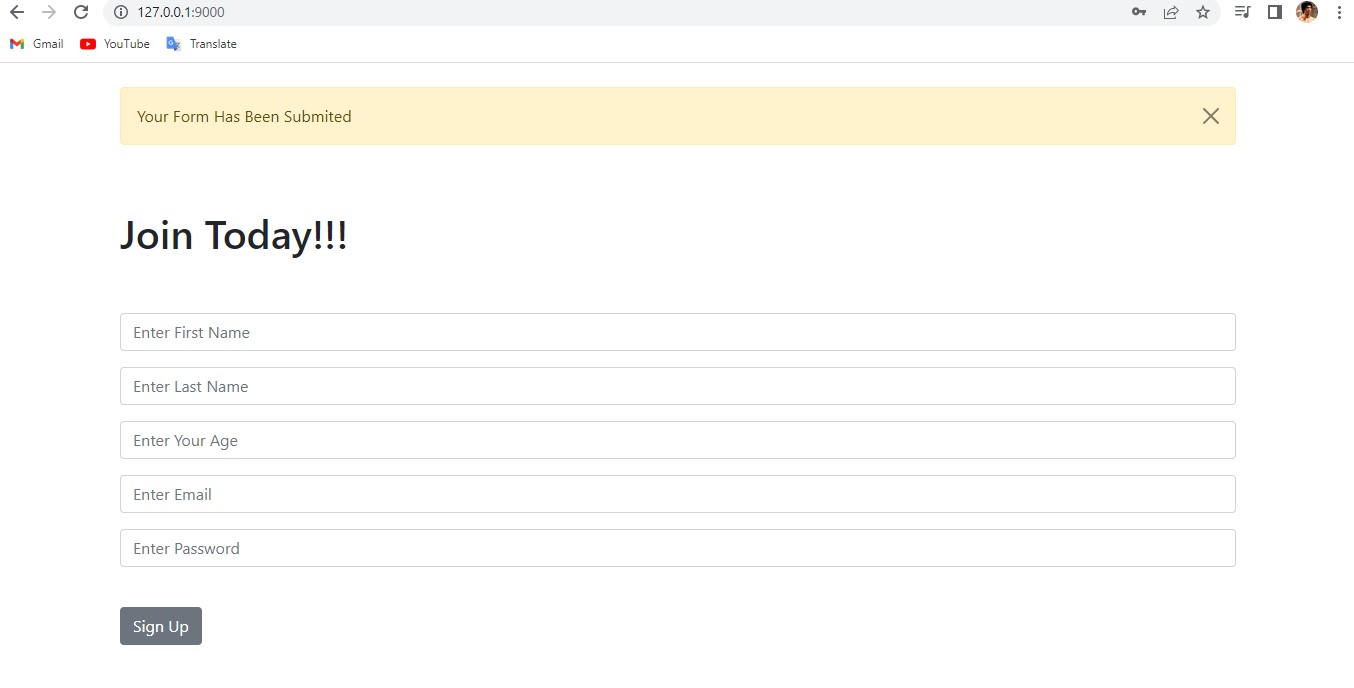 127.0.0.1:9000
Gmail YouTube Translate
Your Form Has Been Submited
Join Today!!!
Enter First Name
Enter Last Name
Enter Your Age
Enter Email
Enter Password
Sign Up